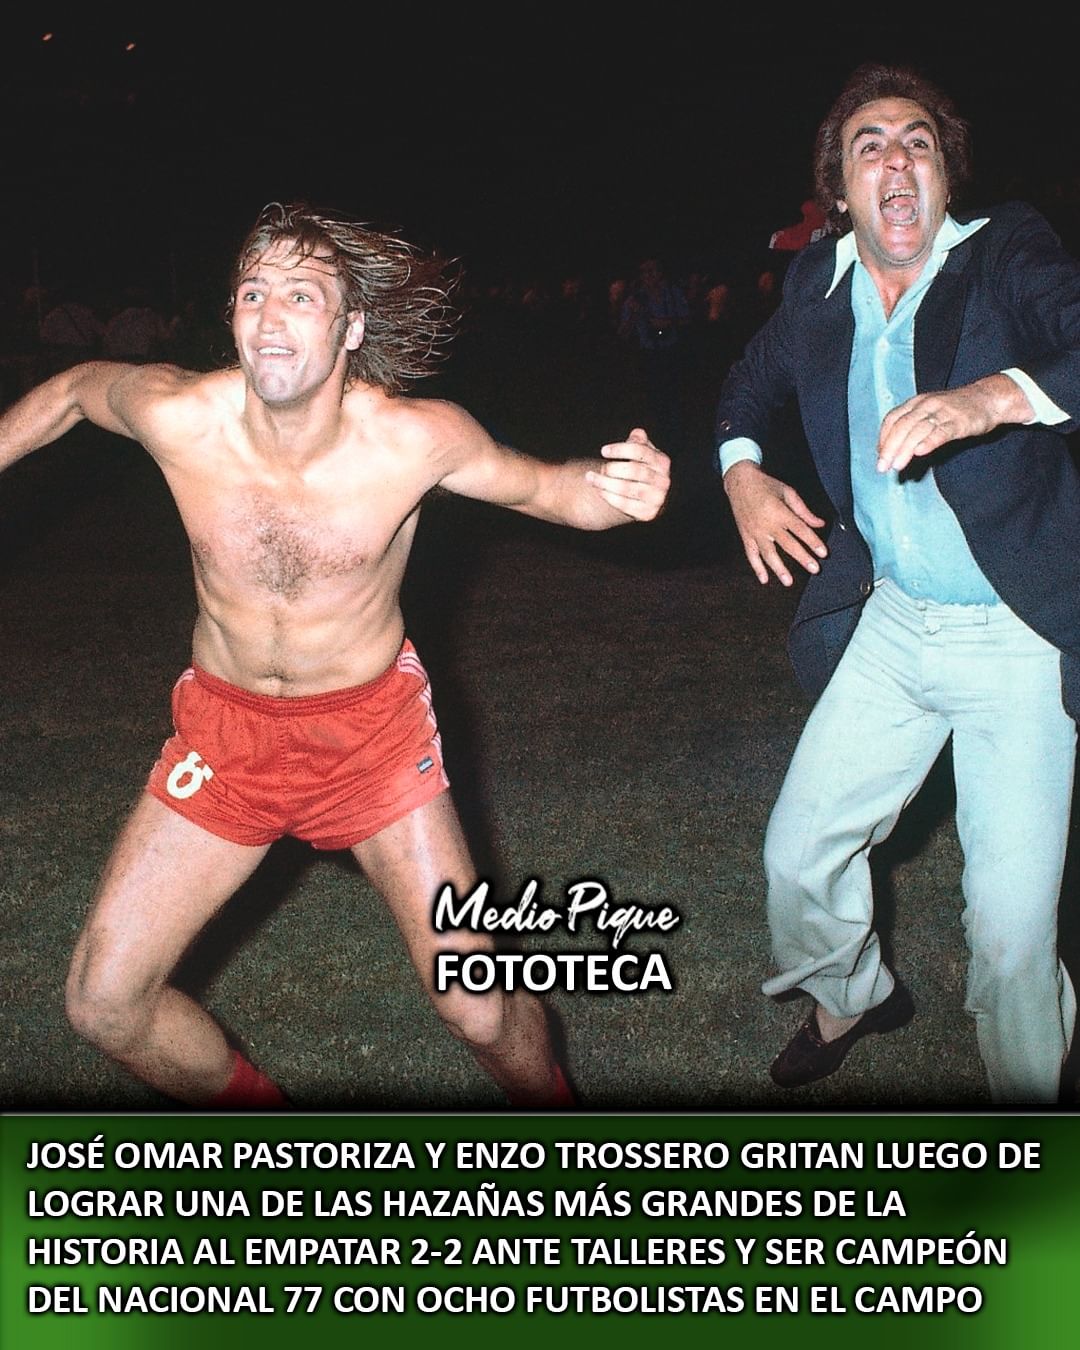 6
Medio Pique
FOTOTECA
JOSÉ OMAR PASTORIZA Y ENZO TROSSERO GRITAN LUEGO DE
LOGRAR UNA DE LAS HAZAÑAS MÁS GRANDES DE LA
HISTORIA AL EMPATAR 2-2 ANTE TALLERES Y SER CAMPEÓN
DEL NACIONAL 77 CON OCHO FUTBOLISTAS EN EL CAMPO